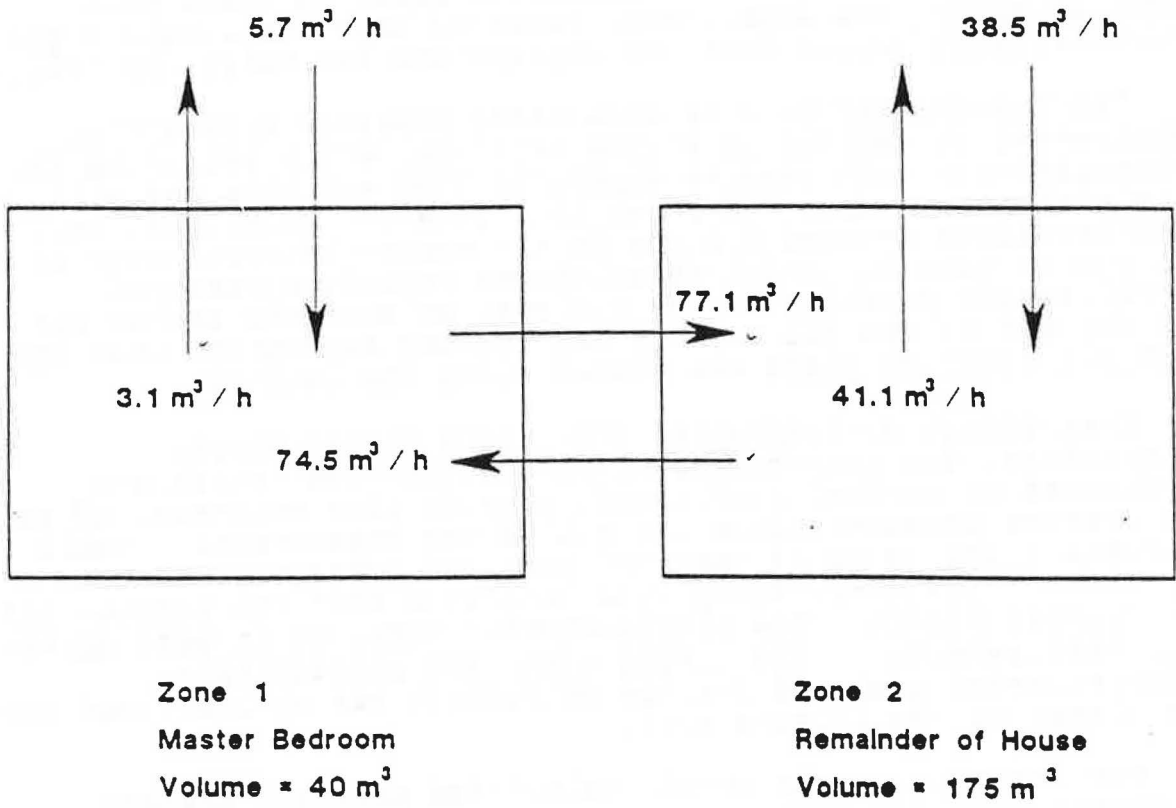 5.7 m³ / h
38.5 m³ / h
77.1 m³ / h
3.1 m³ / h
41.1 m³ / h
74.5 m³ / h
Zone 1
Master Bedroom
Volume = 40 m³
Zone 2
Remainder of House
Volume = 175 m³